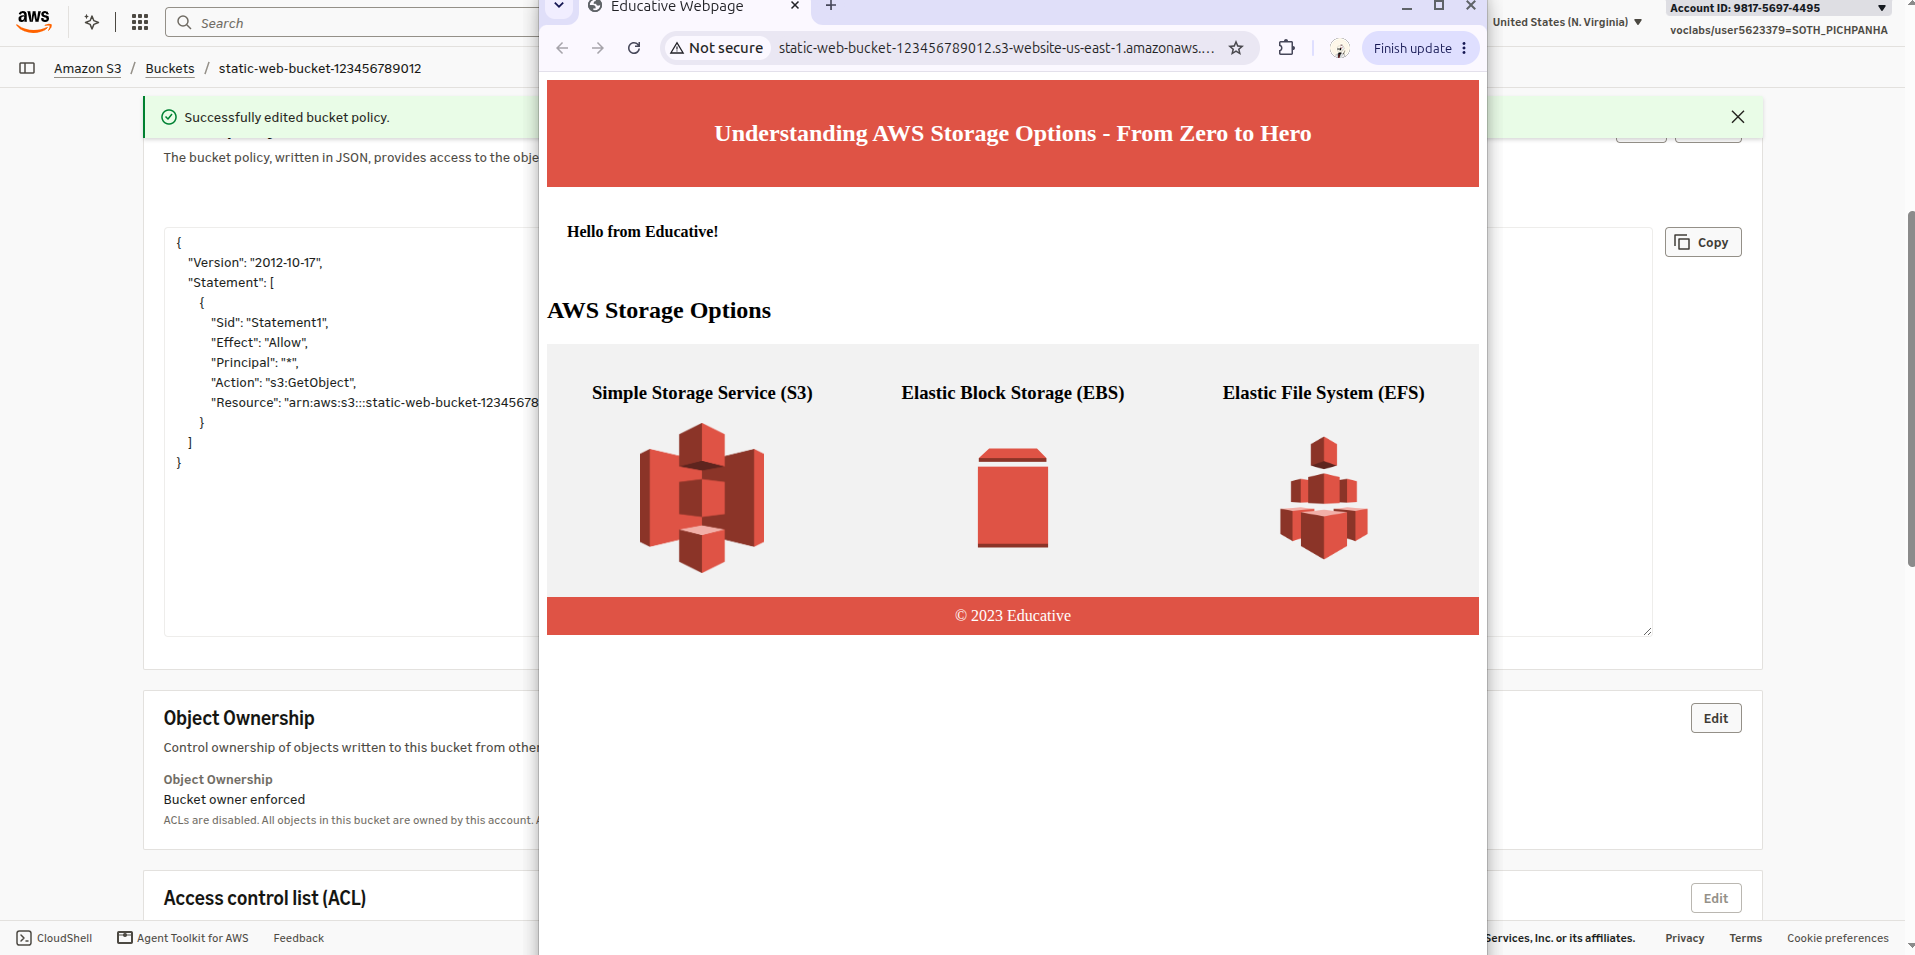 aws
Search
United States (N. Virginia)
Account ID: 9817-5697-4495
voclabs/user5623379=SOTH_PICHPANHA
Amazon S3 / Buckets / static-web-bucket-123456789012
Successfully edited bucket policy.
The bucket policy, written in JSON, provides access to the obje
Copy
{
"Version": "2012-10-17",
"Statement": [
{
"Sid": "Statement1",
"Effect": "Allow",
"Principal": "*",
"Action": "s3:GetObject",
"Resource": "arn:aws:s3:::static-web-bucket-12345678
}
]
}
Object Ownership
Edit
Control ownership of objects written to this bucket from other
Object Ownership
Bucket owner enforced
ACLs are disabled. All objects in this bucket are owned by this account.
Access control list (ACL)
Edit
CloudShell
Agent Toolkit for AWS
Feedback
Services, Inc. or its affiliates.
Privacy
Terms
Cookie preferences
Educative Webpage
Not secure
static-web-bucket-123456789012.s3-website-us-east-1.amazonaws....
Finish update
Understanding AWS Storage Options - From Zero to Hero
Hello from Educative!
AWS Storage Options
Simple Storage Service (S3)
Elastic Block Storage (EBS)
Elastic File System (EFS)
© 2023 Educative